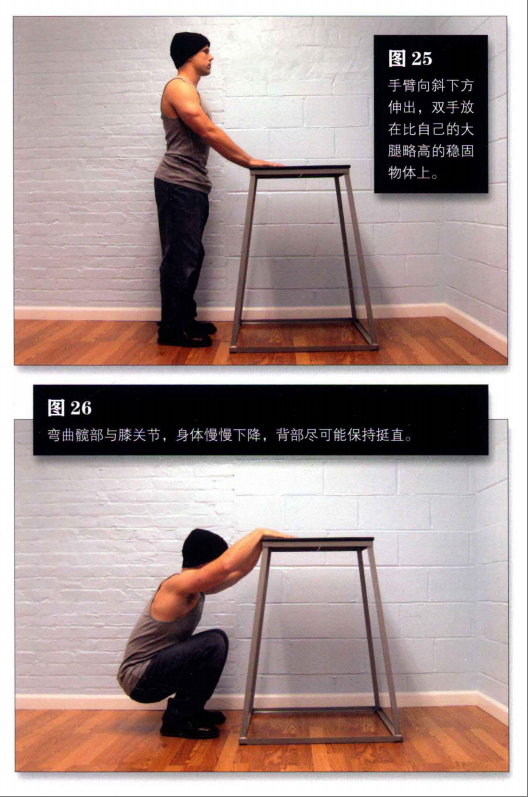 图 25
手臂向斜下方
伸出，双手放
在比自己的大
腿略高的稳固
物体上。
图 26
弯曲髋部与膝关节，身体慢慢下降，背部尽可能保持挺直。